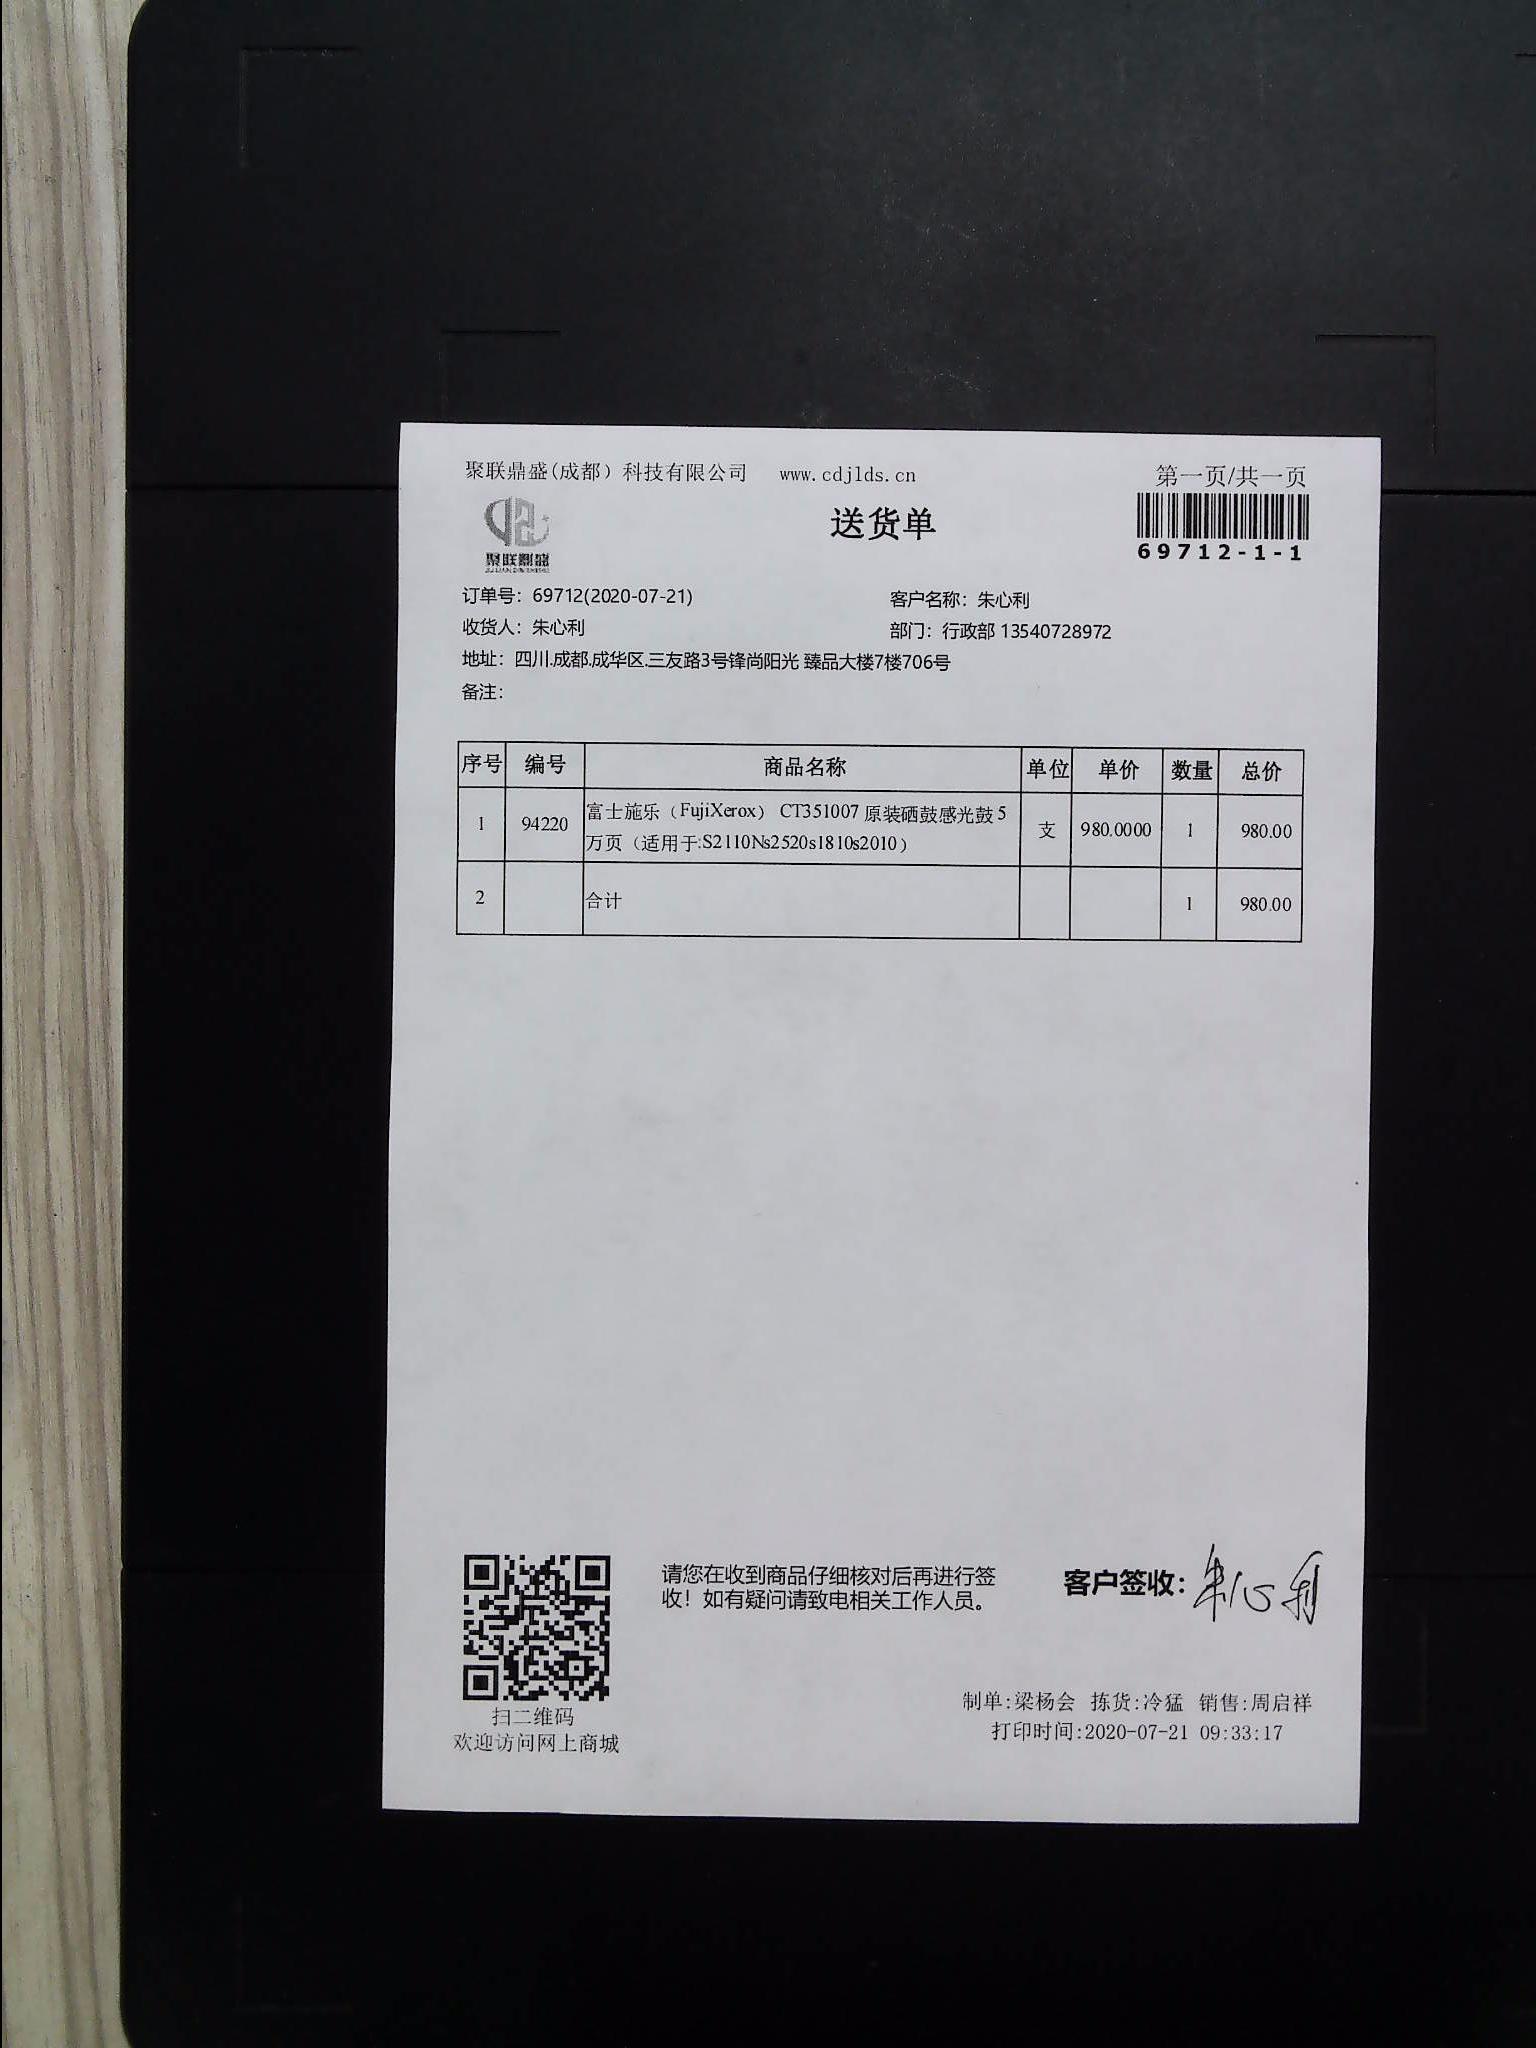 聚联鼎盛(成都）科技有限公司 www.cdjlds.cn 第一页/共一页
送货单
聚联鼎盛
69712-1-1
订单号：69712(2020-07-21) 客户名称：朱心利
收货人：朱心利 部门：行政部 13540728972
地址：四川.成都.成华区.三友路3号锋尚阳光 臻品大楼7楼706号
备注：
序号 编号 商品名称 单位 单价 数量 总价
1 94220 富士施乐（FujiXerox） CT351007 原装硒鼓感光鼓 5 支 980.0000 1 980.00
万页（适用于:S2110Ns2520s1810s2010）
2 合计 1 980.00
请您在收到商品仔细核对后再进行签
收！如有疑问请致电相关工作人员。
客户签收：朱心利
扫二维码
欢迎访问网上商城
制单:梁杨会 拣货:冷猛 销售:周启祥
打印时间:2020-07-21 09:33:17